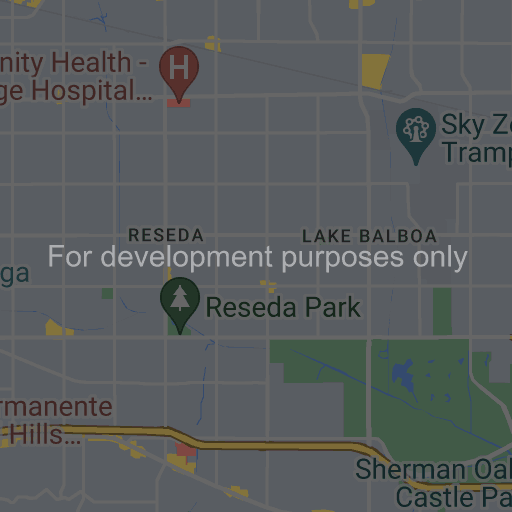 nity Health -
ge Hospital...
H
Sky Z
Tramp
RESEDA
LAKE BALBOA
For development purposes only
ga
Reseda Park
rmanente
Hills...
Sherman Oa
Castle Pa